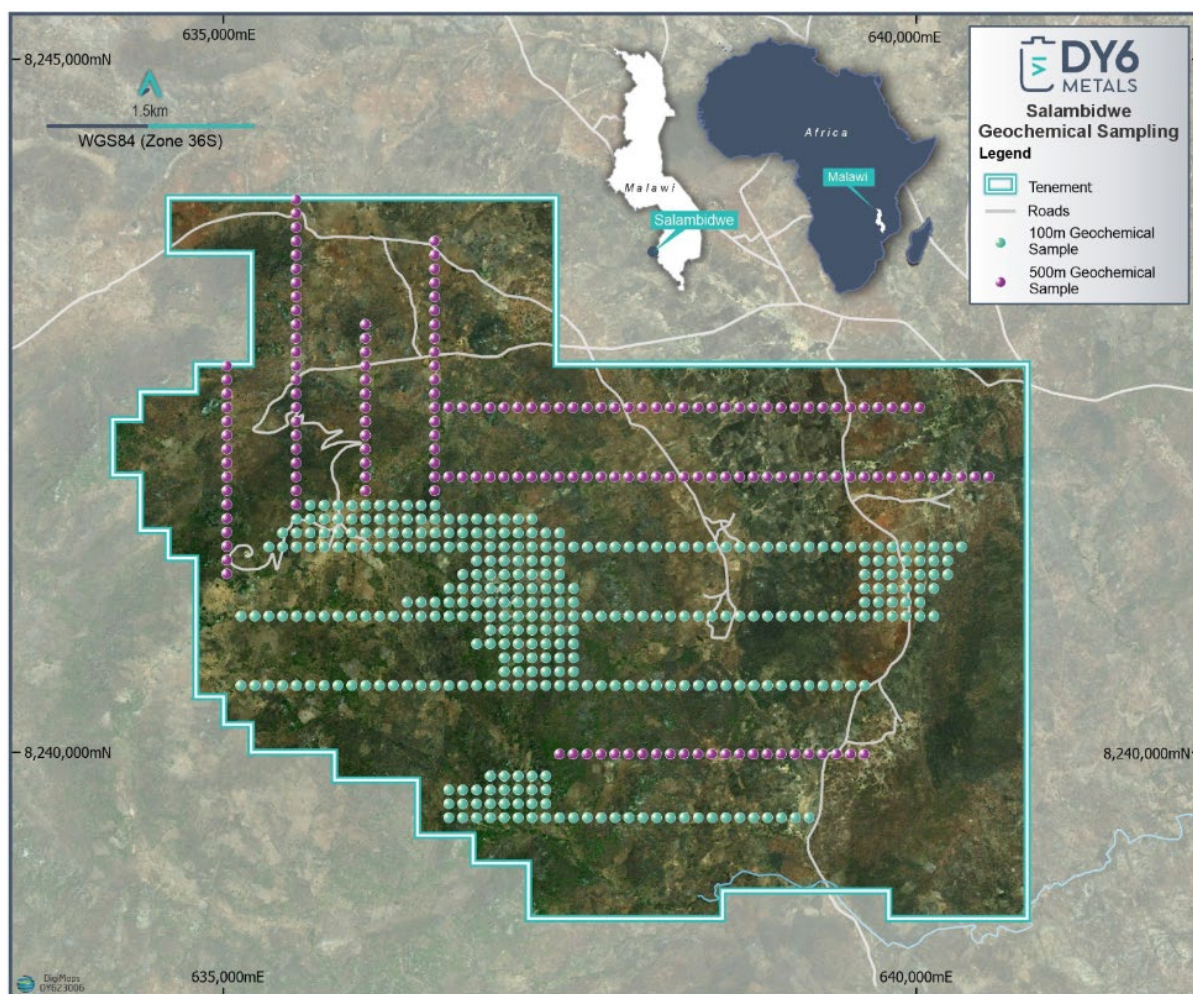 635,000mE
640,000mE
8,245,000mN
1.5km
WGS84 (Zone 36S)
Malawi
Salambidwe
Africa
Malawi
DY6
METALS
Salambidwe
Geochemical Sampling
Legend
Tenement
Roads
100m Geochemical
Sample
500m Geochemical
Sample
8,240,000mN
8,240,000mN
DigiMaps
DY623006
635,000mE
640,000mE